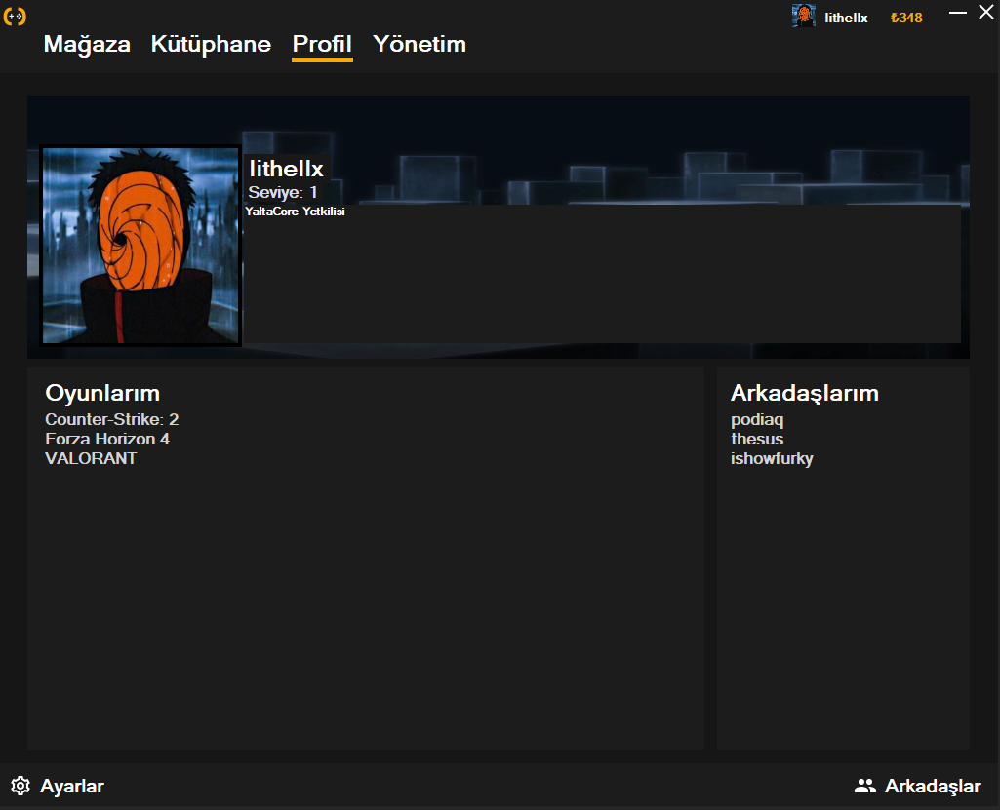 lithellx ₺348
Mağaza Kütüphane Profil Yönetim
lithellx
Seviye: 1
YaltaCore Yetkilisi
Oyunlarım
Counter-Strike: 2
Forza Horizon 4
VALORANT
Arkadaşlarım
podiaq
thesus
ishowfurky
Ayarlar
Arkadaşlar